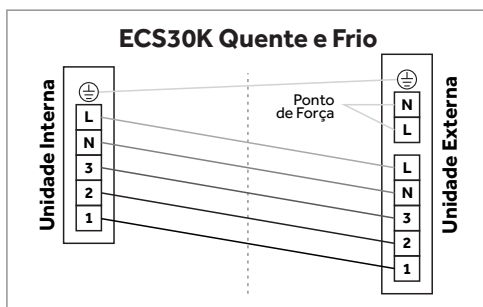 ECS30K Quente e Frio
Unidade Interna
L
N
3
2
1
Ponto
de Força
N
L
L
N
3
2
1
Unidade Externa